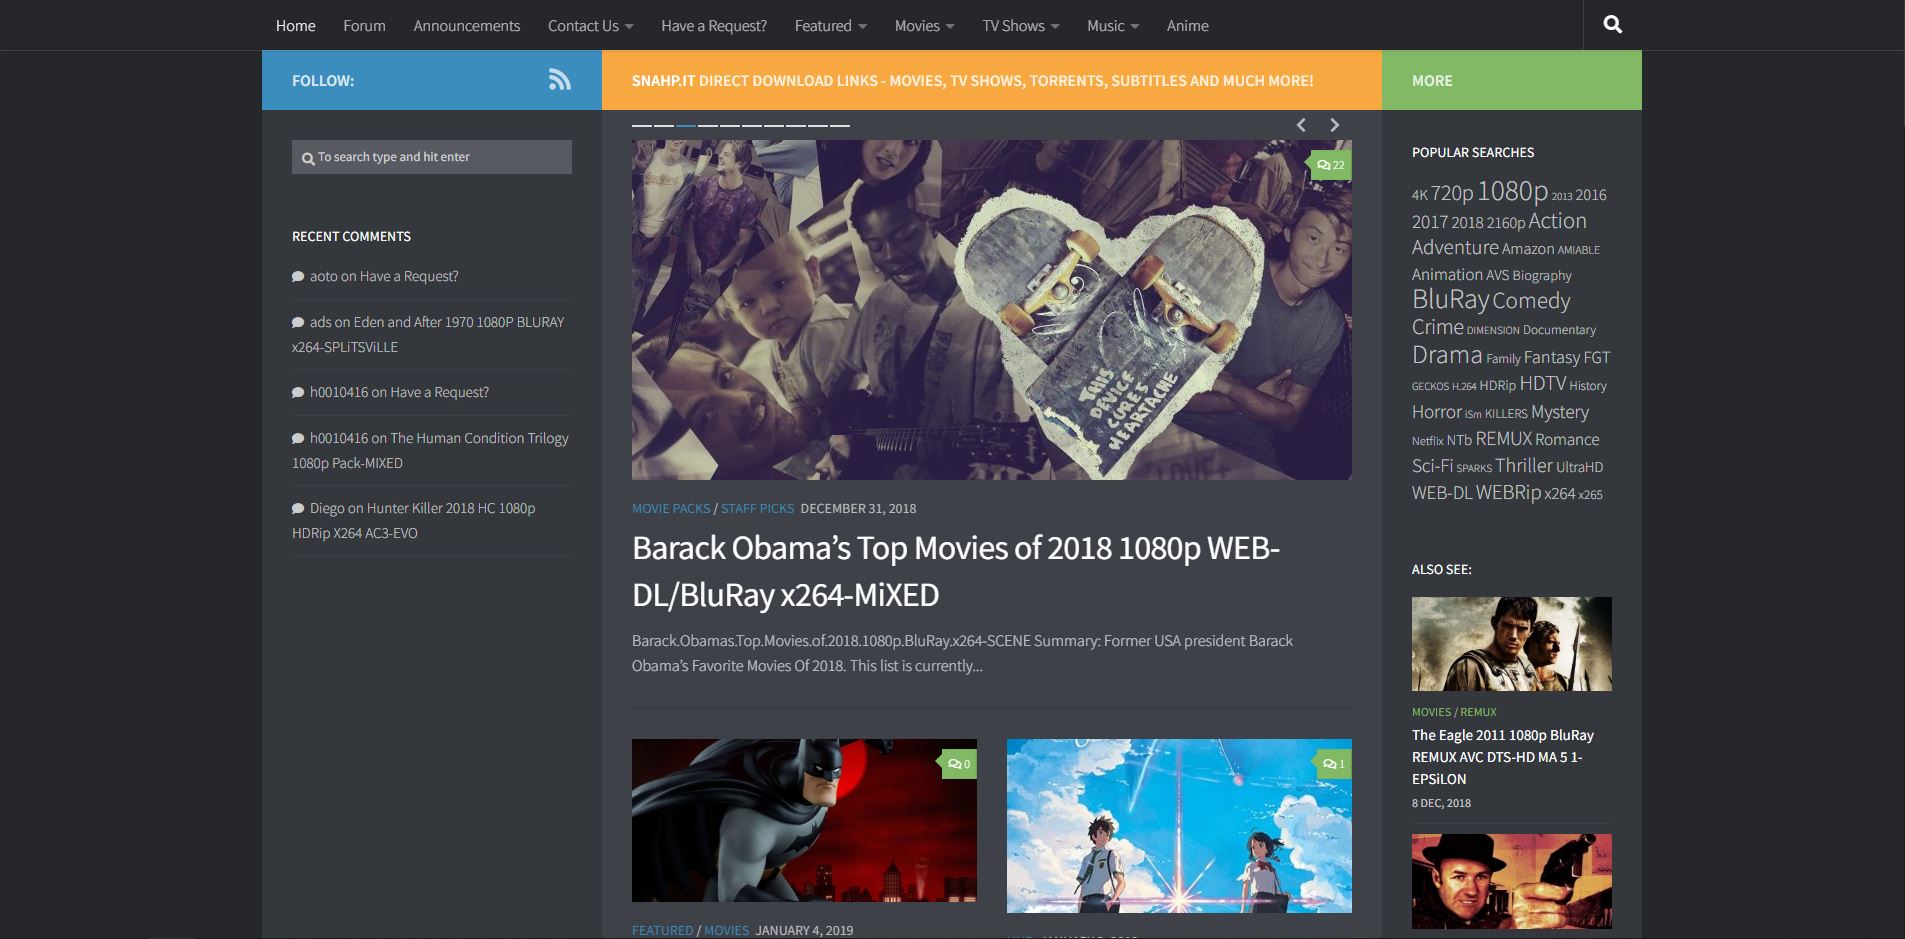 Home Forum Announcements Contact Us Have a Request? Featured Movies TV Shows Music Anime
FOLLOW:
SNAHP.IT DIRECT DOWNLOAD LINKS - MOVIES, TV SHOWS, TORRENTS, SUBTITLES AND MUCH MORE!
MORE
To search type and hit enter
RECENT COMMENTS
aoto on Have a Request?
ads on Eden and After 1970 1080P BLURAY
x264-SPLiTSViLLE
h0010416 on Have a Request?
h0010416 on The Human Condition Trilogy
1080p Pack-MIXED
Diego on Hunter Killer 2018 HC 1080p
HDRip X264 AC3-EVO
22
THIS
DEVICE
CURES
HEARTACHE
MOVIE PACKS / STAFF PICKS DECEMBER 31, 2018
Barack Obama’s Top Movies of 2018 1080p WEB-
DL/BluRay x264-MiXED
Barack.Obamas.Top.Movies.of.2018.1080p.BluRay.x264-SCENE Summary: Former USA president Barack
Obama’s Favorite Movies Of 2018. This list is currently...
0
FEATURED / MOVIES JANUARY 4, 2019
1
POPULAR SEARCHES
4K 720p 1080p 2013 2016
2017 2018 2160p Action
Adventure Amazon AMIABLE
Animation AVS Biography
BluRay Comedy
Crime DIMENSION Documentary
Drama Family Fantasy FGT
GECKOS H.264 HDRip HDTV History
Horror iSm KILLERS Mystery
Netflix NTb REMUX Romance
Sci-Fi SPARKS Thriller UltraHD
WEB-DL WEBRip x264 x265
ALSO SEE:
MOVIES / REMUX
The Eagle 2011 1080p BluRay
REMUX AVC DTS-HD MA 5 1-
EPSiLON
8 DEC, 2018